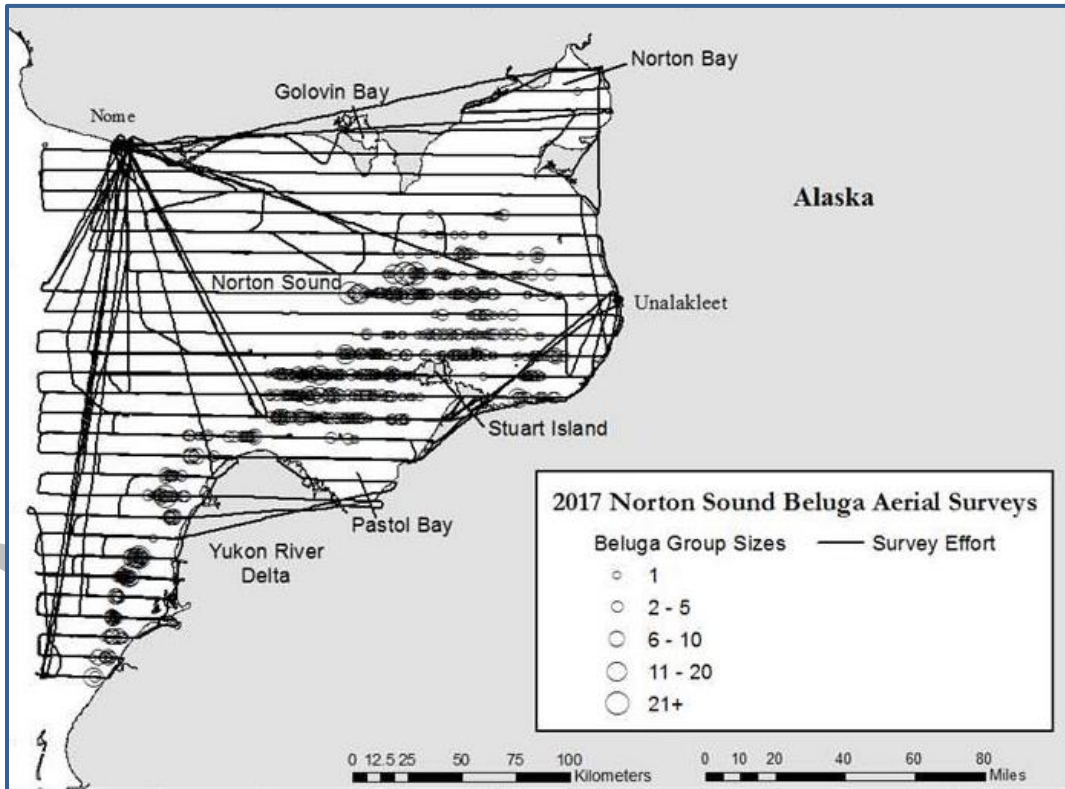 Norton Bay
Golovin Bay
Nome
Alaska
Norton Sound
Unalakleet
Stuart Island
Pastol Bay
Yukon River
Delta
2017 Norton Sound Beluga Aerial Surveys
Beluga Group Sizes
Survey Effort
1
2 - 5
6 - 10
11 - 20
21+
0 12.5 25 50 75 100
Kilometers
0 20 40 60 80
Miles